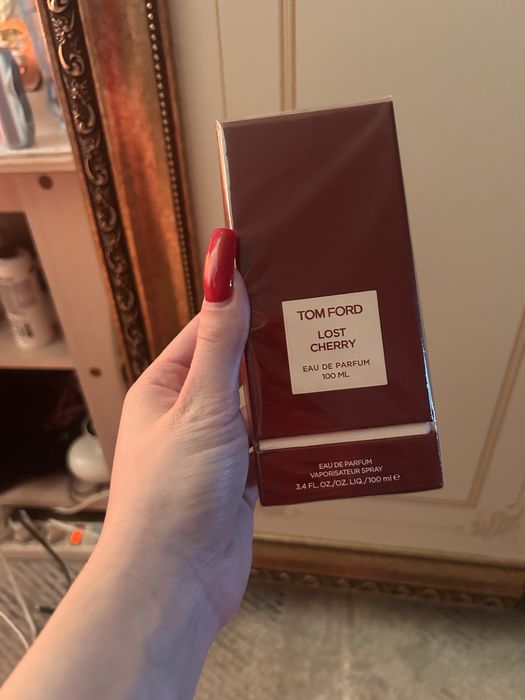 TOM FORD
LOST
CHERRY
EAU DE PARFUM
100 ML
EAU DE PARFUM
VAPORISATEUR SPRAY
3.4 FL. OZ./OZ. LIQ./100 ml ℮